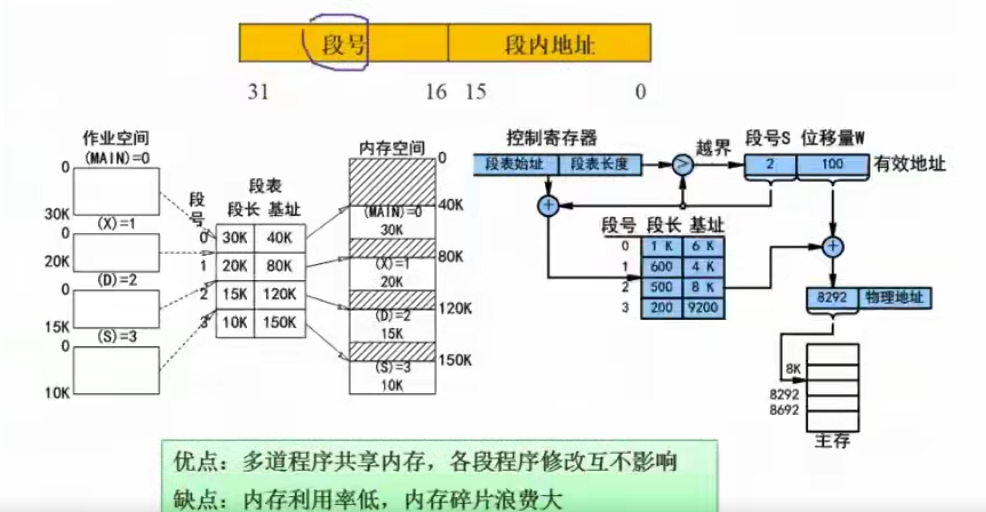 段号 段内地址
31 16 15 0
作业空间
(MAIN)=0
0
30K
(X)=1
0
20K
(D)=2
0
15K
(S)=3
0
10K
段表
段号 段长 基址
0 30K 40K
1 20K 80K
2 15K 120K
3 10K 150K
内存空间
0
40K
(MAIN)=0
30K
80K
(X)=1
20K
120K
(D)=2
15K
150K
(S)=3
10K
控制寄存器
段表始址 段表长度
> 越界
段号S 位移量W
2 100 有效地址
+
+
段号 段长 基址
0 1 K 6 K
1 600 4 K
2 500 8 K
3 200 9200
8292 物理地址
8K
8292
8692
主存
优点：多道程序共享内存，各段程序修改互不影响
缺点：内存利用率低，内存碎片浪费大